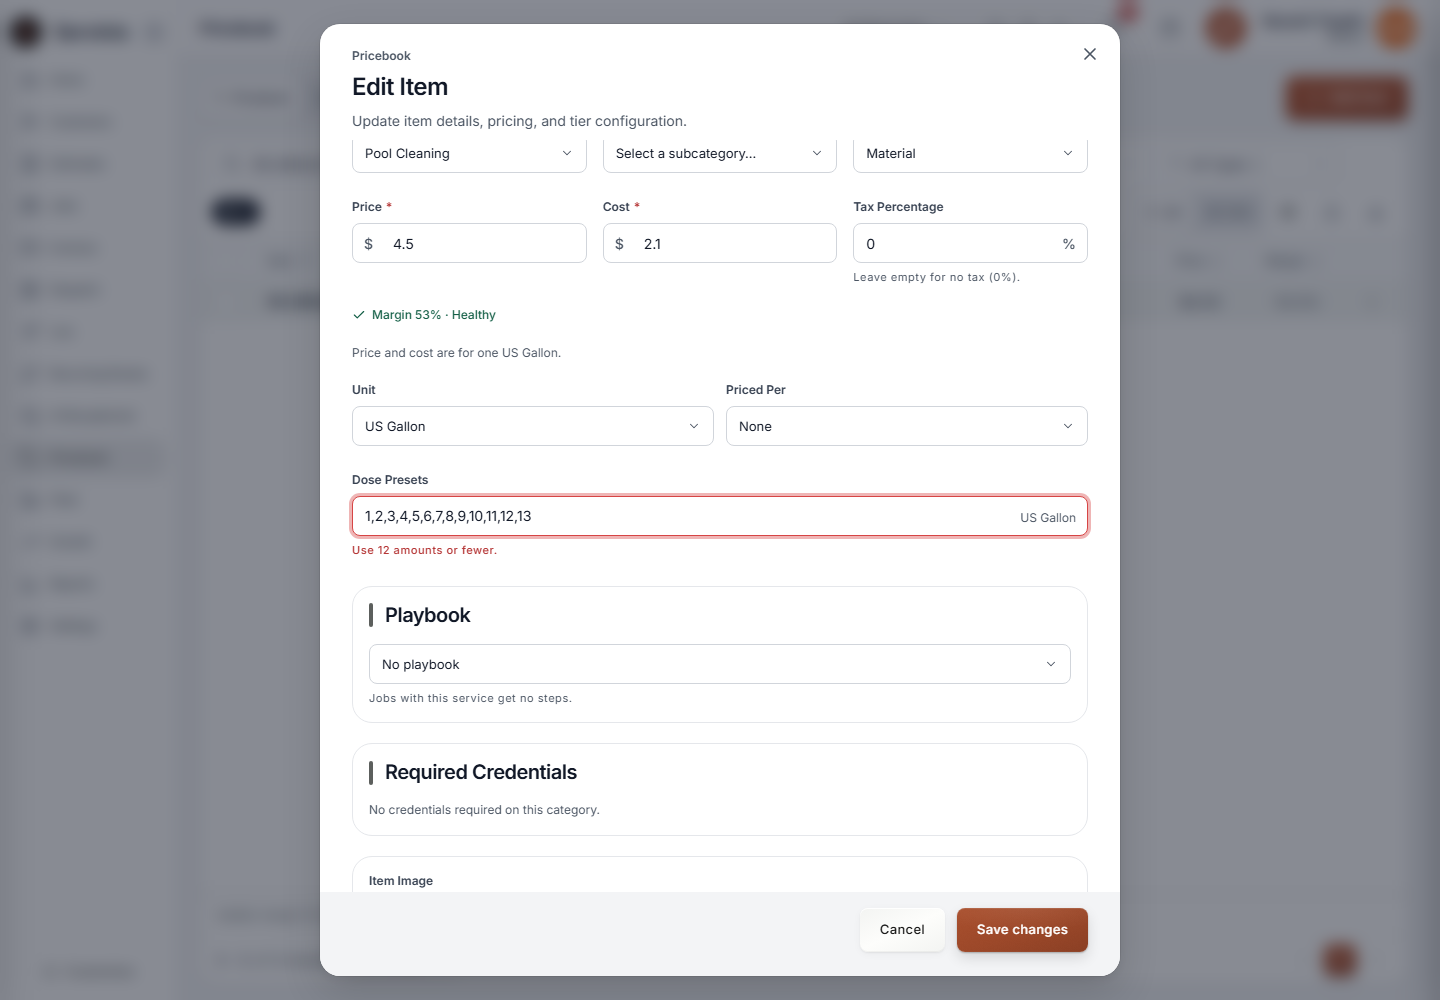 Pricebook
Edit Item
Update item details, pricing, and tier configuration.
Pool Cleaning
Select a subcategory...
Material
Price *
Cost *
Tax Percentage
$ 4.5
$ 2.1
0 %
Leave empty for no tax (0%).
Margin 53% · Healthy
Price and cost are for one US Gallon.
Unit
Priced Per
US Gallon
None
Dose Presets
1,2,3,4,5,6,7,8,9,10,11,12,13 US Gallon
Use 12 amounts or fewer.
Playbook
No playbook
Jobs with this service get no steps.
Required Credentials
No credentials required on this category.
Item Image
Cancel
Save changes